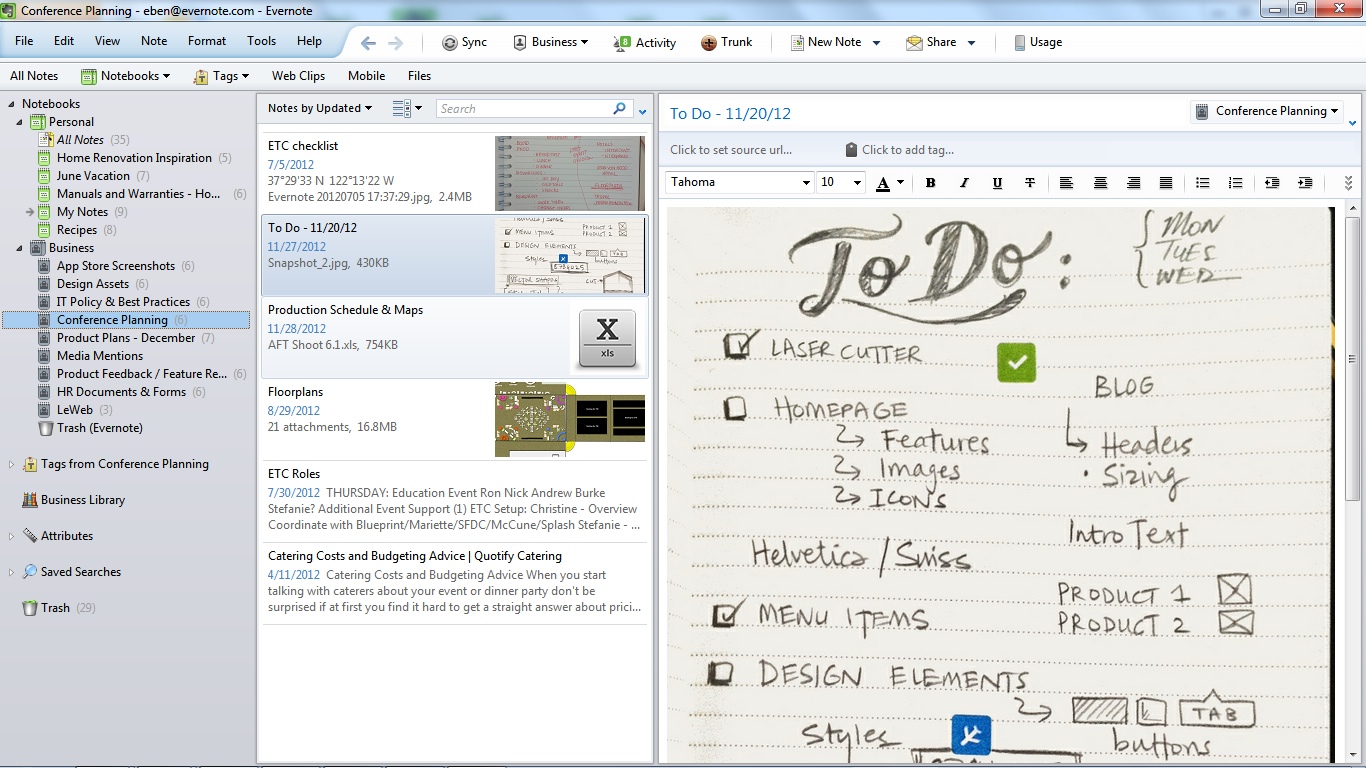 Conference Planning - eben@evernote.com - Evernote
File Edit View Note Format Tools Help
Sync Business 8 Activity Trunk New Note Share Usage
All Notes Notebooks Tags Web Clips Mobile Files
Notebooks
Personal
All Notes (35)
Home Renovation Inspiration (5)
June Vacation (7)
Manuals and Warranties - Ho... (6)
My Notes (9)
Recipes (8)
Business
App Store Screenshots (6)
Design Assets (6)
IT Policy & Best Practices (6)
Conference Planning (6)
Product Plans - December (7)
Media Mentions
Product Feedback / Feature Re... (6)
HR Documents & Forms (6)
LeWeb (3)
Trash (Evernote)
Tags from Conference Planning
Business Library
Attributes
Saved Searches
Trash (29)
Notes by Updated Search
ETC checklist
7/5/2012
37°29'33 N 122°13'22 W
Evernote 20120705 17:37:29.jpg, 2.4MB
To Do - 11/20/12
11/27/2012
Snapshot_2.jpg, 430KB
MENU ITEMS
PRODUCT 1
PRODUCT 2
DESIGN ELEMENTS
Styles
buttons
Production Schedule & Maps
11/28/2012
AFT Shoot 6.1.xls, 754KB
X
xls
Floorplans
8/29/2012
21 attachments, 16.8MB
ETC Roles
7/30/2012 THURSDAY: Education Event Ron Nick Andrew Burke
Stefanie? Additional Event Support (1) ETC Setup: Christine - Overview
Coordinate with Blueprint/Mariette/SFDC/McCune/Splash Stefanie - ...
Catering Costs and Budgeting Advice | Quotify Catering
4/11/2012 Catering Costs and Budgeting Advice When you start
talking with caterers about your event or dinner party don't be
surprised if at first you find it hard to get a straight answer about prici...
To Do - 11/20/12
Conference Planning
Click to set source url...
Click to add tag...
Tahoma 10 A B I U T
To Do:
MON
TUES
WED
LASER CUTTER
BLOG
HOMEPAGE
Features
Headers
Images
• Sizing
ICONS
Intro Text
Helvetica / Swiss
PRODUCT 1
MENU ITEMS
PRODUCT 2
DESIGN ELEMENTS
TAB
Styles
buttons